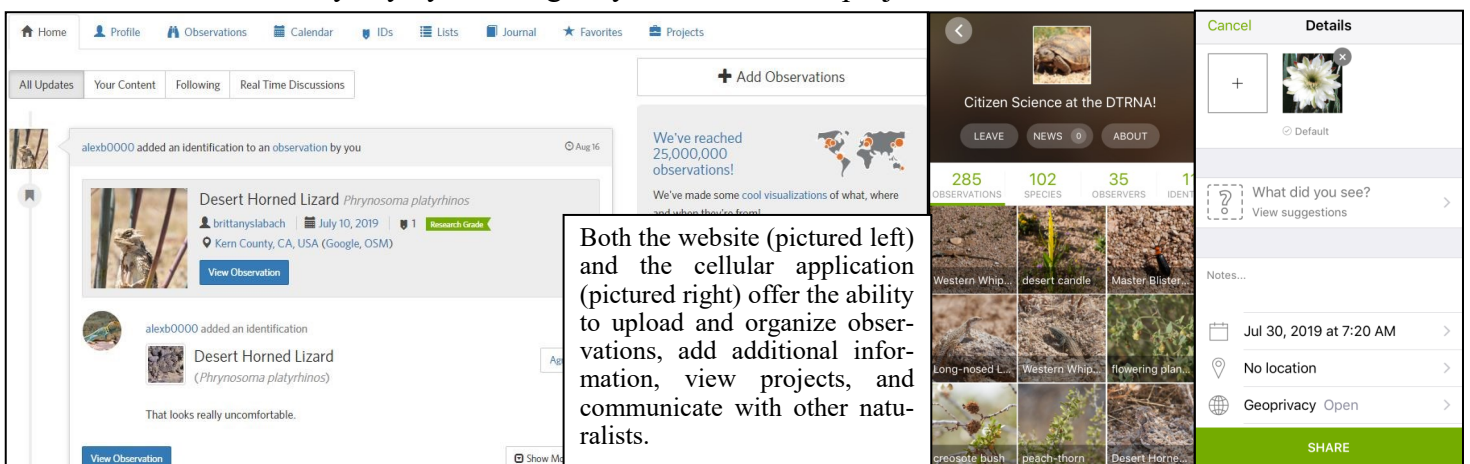 Home Profile Observations Calendar IDs Lists Journal Favorites Projects
All Updates Your Content Following Real Time Discussions
+ Add Observations
alexb0000 added an identification to an observation by you
Aug 16
Desert Horned Lizard Phrynosoma platyrhinos
brittanyslabach July 10, 2019 1 Research Grade
Kern County, CA, USA (Google, OSM)
View Observation
alexb0000 added an identification
Desert Horned Lizard
(Phrynosoma platyrhinos)
That looks really uncomfortable.
View Observation
Show
We've reached
25,000,000
observations!
We've made some cool visualizations of what, where
and when they're from!
Both the website (pictured left)
and the cellular application
(pictured right) offer the ability
to upload and organize obser-
vations, add additional infor-
mation, view projects, and
communicate with other natu-
ralists.
Citizen Science at the DTRNA!
LEAVE NEWS 0 ABOUT
285 102 35
OBSERVATIONS SPECIES OBSERVERS IDENT
Western Whip... desert candle Master Blister...
Long-nosed L... Western Whip... flowering plan...
creosote bush peach-thorn Desert Horne...
Cancel Details
+
Default
What did you see?
View suggestions
Notes...
Jul 30, 2019 at 7:20 AM
No location
Geoprivacy Open
SHARE